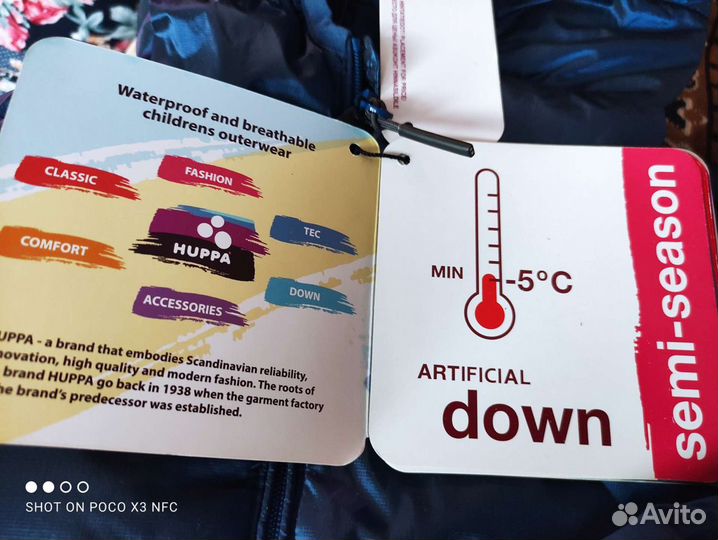 Waterproof and breathable
childrens outerwear
CLASSIC
FASHION
COMFORT
HUPPA
TEC
ACCESSORIES
DOWN
UPPA - a brand that embodies Scandinavian reliability,
novation, high quality and modern fashion. The roots of
brand HUPPA go back in 1938 when the garment factory
he brand's predecessor was established.
MIN
-5°C
ARTIFICIAL
down
semi-season
SHOT ON POCO X3 NFC
Avito